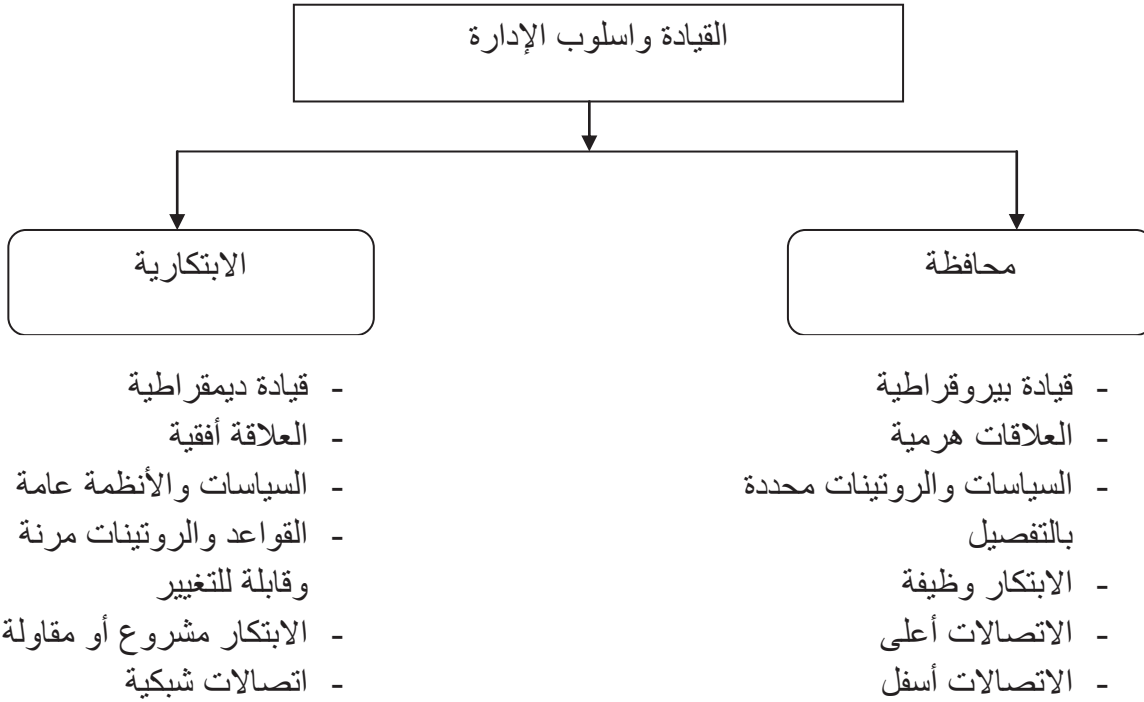 القيادة واسلوب الإدارة
محافظة
- قيادة بيروقراطية
- العلاقات هرمية
- السياسات والروتينات محددة
بالتفصيل
- الابتكار وظيفة
- الاتصالات أعلى
- الاتصالات أسفل
الابتكارية
- قيادة ديمقراطية
- العلاقة أفقية
- السياسات والأنظمة عامة
- القواعد والروتينات مرنة
وقابلة للتغيير
- الابتكار مشروع أو مقاولة
- اتصالات شبكية